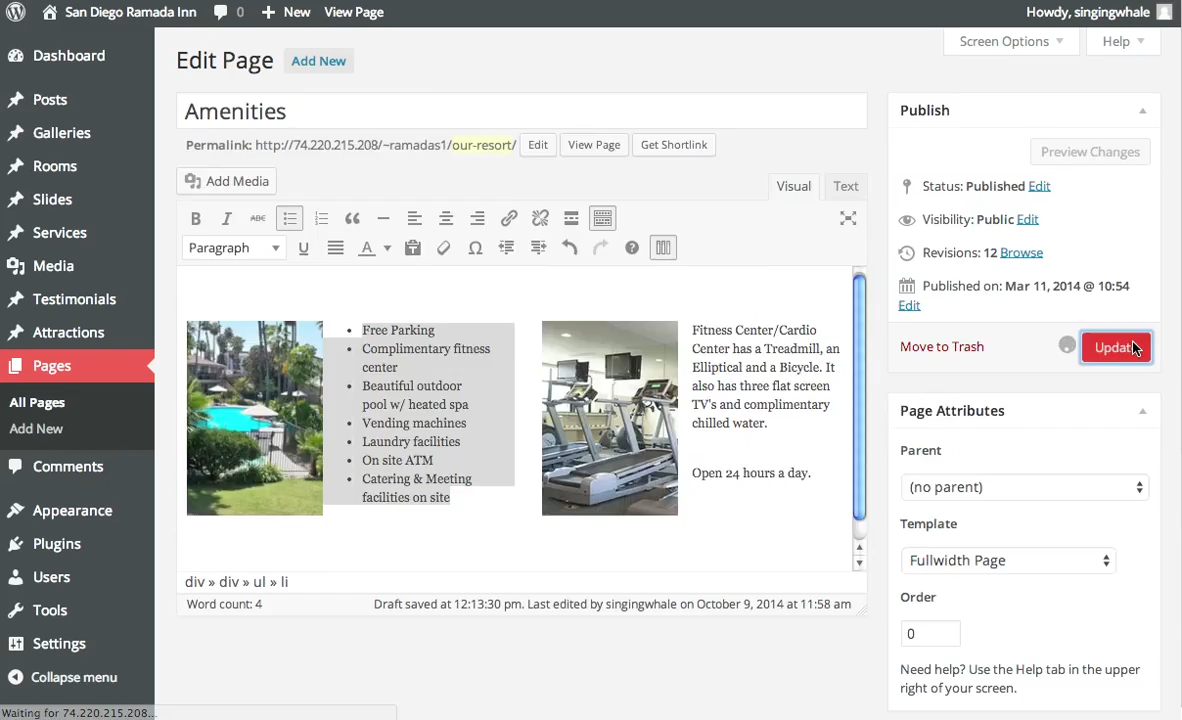 San Diego Ramada Inn 0 New View Page Howdy, singingwhale
Screen Options Help
Dashboard
Posts
Galleries
Rooms
Slides
Services
Media
Testimonials
Attractions
Pages
All Pages
Add New
Comments
Appearance
Plugins
Users
Tools
Settings
Collapse menu
Waiting for 74.220.215.208...
Edit Page Add New
Amenities
Permalink: http://74.220.215.208/~ramadas1/our-resort/ Edit View Page Get Shortlink
Add Media
Visual Text
B I ABC
Paragraph U A Ω
• Free Parking
• Complimentary fitness
center
• Beautiful outdoor
pool w/ heated spa
• Vending machines
• Laundry facilities
• On site ATM
• Catering & Meeting
facilities on site
Fitness Center/Cardio
Center has a Treadmill, an
Elliptical and a Bicycle. It
also has three flat screen
TV's and complimentary
chilled water.
Open 24 hours a day.
div » div » ul » li
Word count: 4 Draft saved at 12:13:30 pm. Last edited by singingwhale on October 9, 2014 at 11:58 am
Publish
Preview Changes
Status: Published Edit
Visibility: Public Edit
Revisions: 12 Browse
Published on: Mar 11, 2014 @ 10:54
Edit
Move to Trash Update
Page Attributes
Parent
(no parent)
Template
Fullwidth Page
Order
0
Need help? Use the Help tab in the upper
right of your screen.